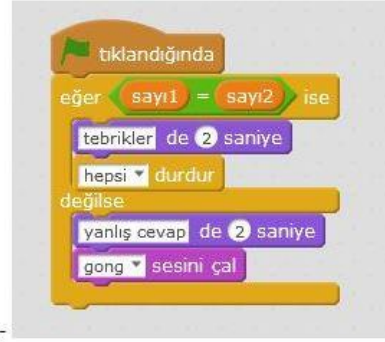 tıklandığında
eğer sayı1 = sayı2 ise
tebrikler de 2 saniye
hepsi durdur
değilse
yanlış cevap de 2 saniye
gong sesini çal